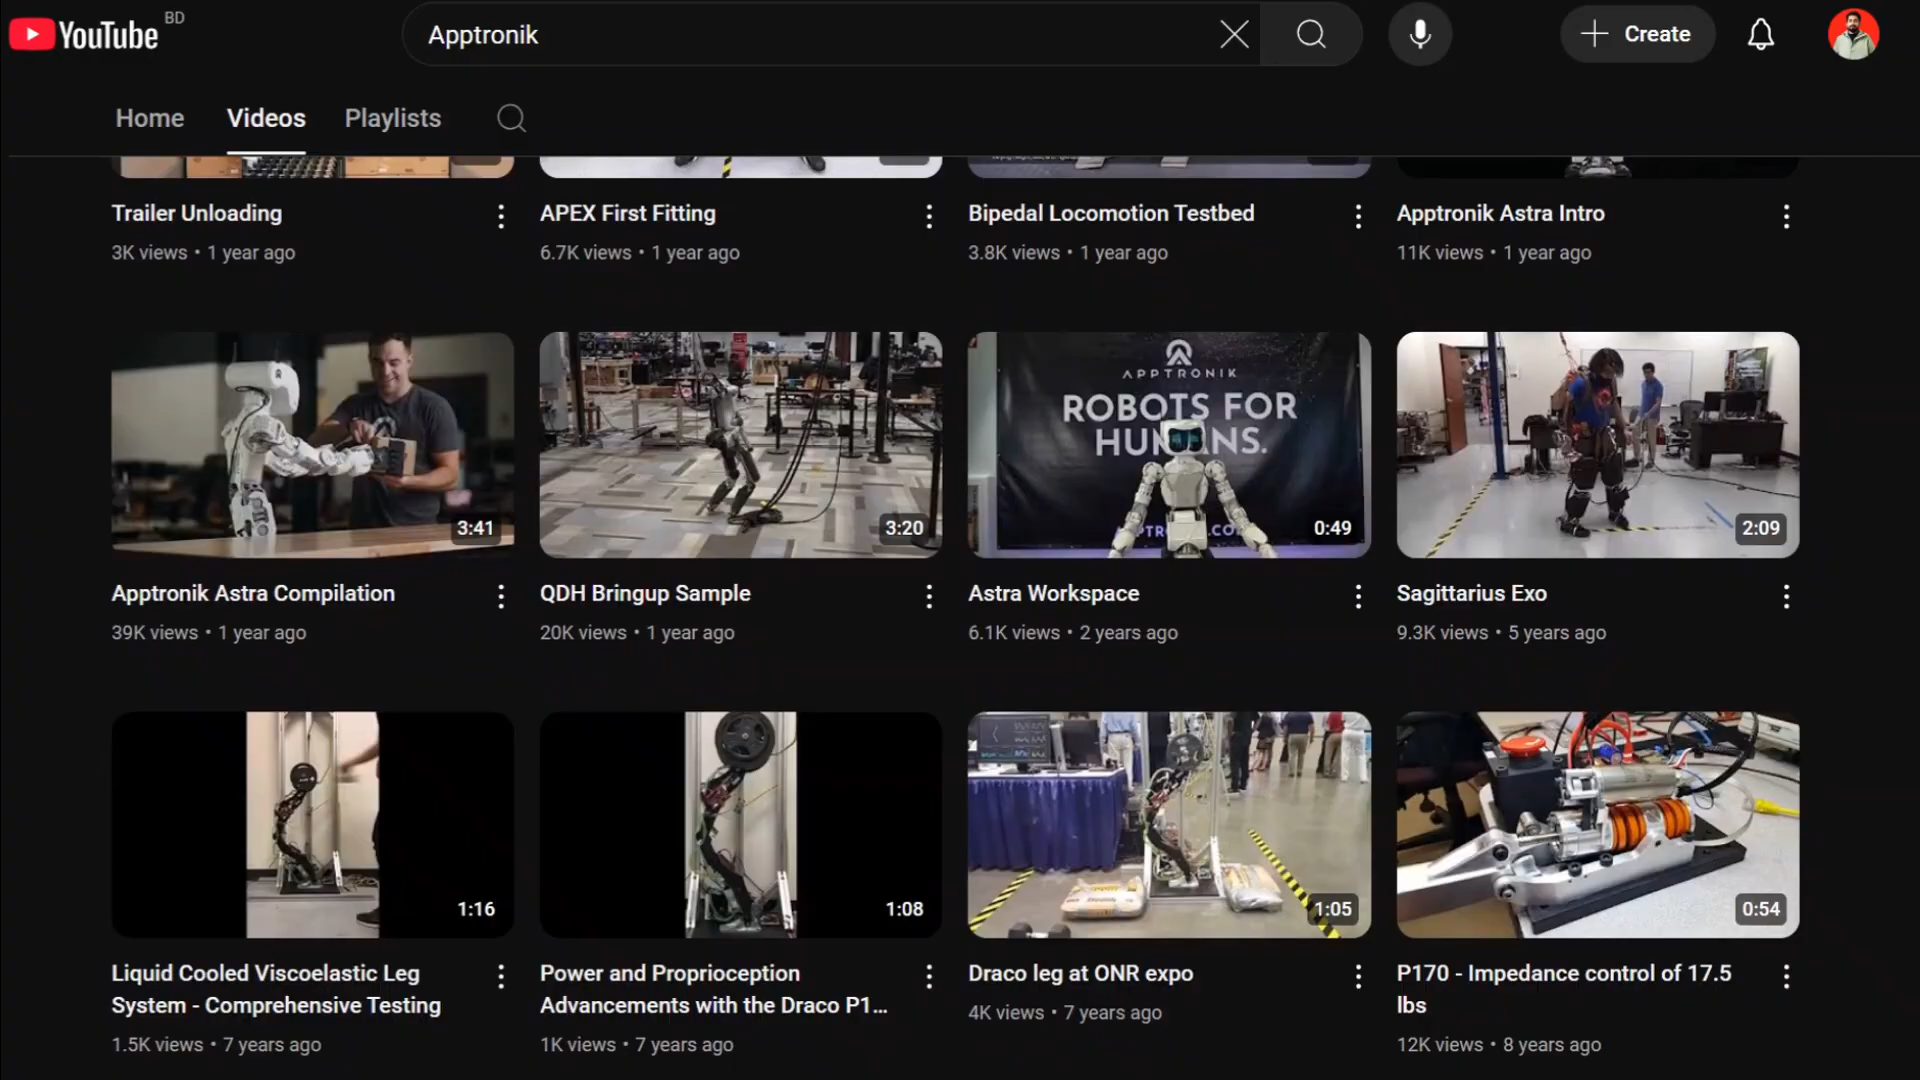 YouTube BD
Apptronik
Create
Home Videos Playlists
Trailer Unloading
3K views • 1 year ago
APEX First Fitting
6.7K views • 1 year ago
Bipedal Locomotion Testbed
3.8K views • 1 year ago
Apptronik Astra Intro
11K views • 1 year ago
3:41
Apptronik Astra Compilation
39K views • 1 year ago
3:20
QDH Bringup Sample
20K views • 1 year ago
APPTRONIK
ROBOTS FOR
HUMANS.
0:49
Astra Workspace
6.1K views • 2 years ago
2:09
Sagittarius Exo
9.3K views • 5 years ago
1:16
Liquid Cooled Viscoelastic Leg
System - Comprehensive Testing
1.5K views • 7 years ago
1:08
Power and Proprioception
Advancements with the Draco P1...
1K views • 7 years ago
1:05
Draco leg at ONR expo
4K views • 7 years ago
0:54
P170 - Impedance control of 17.5
lbs
12K views • 8 years ago